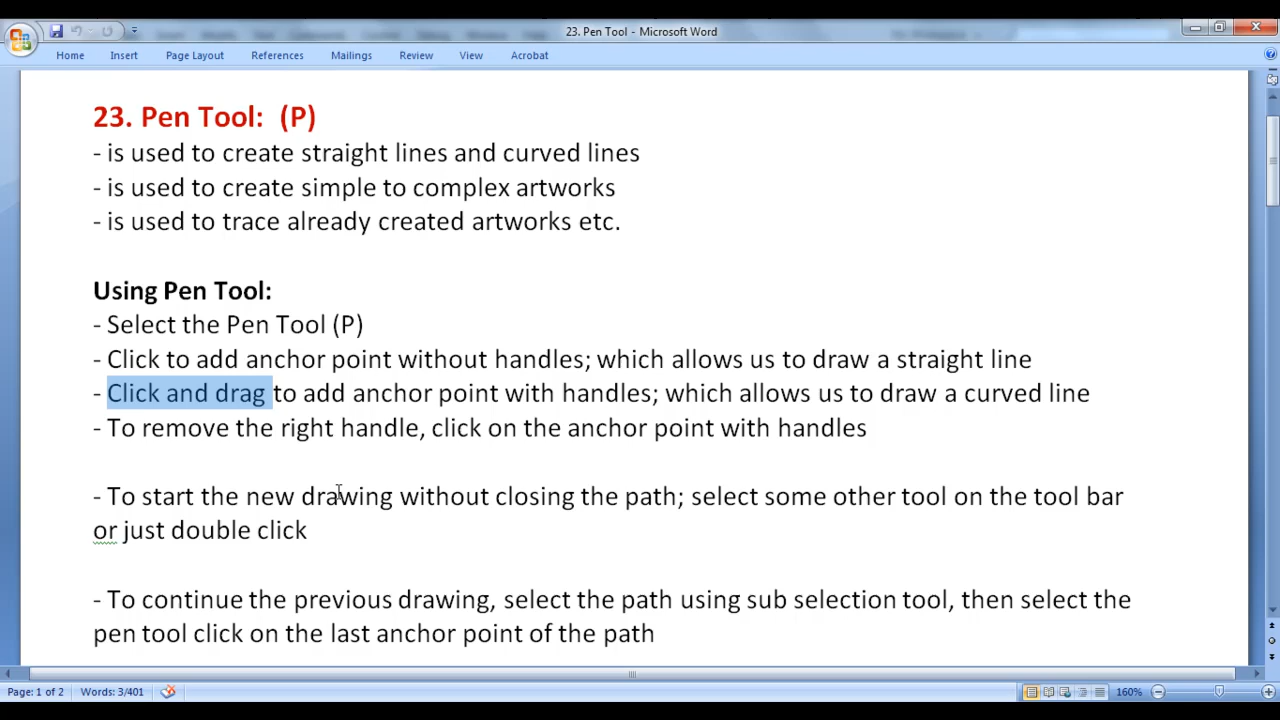 23. Pen Tool - Microsoft Word
Home Insert Page Layout References Mailings Review View Acrobat
23. Pen Tool: (P)
- is used to create straight lines and curved lines
- is used to create simple to complex artworks
- is used to trace already created artworks etc.
Using Pen Tool:
- Select the Pen Tool (P)
- Click to add anchor point without handles; which allows us to draw a straight line
- Click and drag to add anchor point with handles; which allows us to draw a curved line
- To remove the right handle, click on the anchor point with handles
- To start the new drawing without closing the path; select some other tool on the tool bar
or just double click
- To continue the previous drawing, select the path using sub selection tool, then select the
pen tool click on the last anchor point of the path
Page: 1 of 2 Words: 3/401 160%